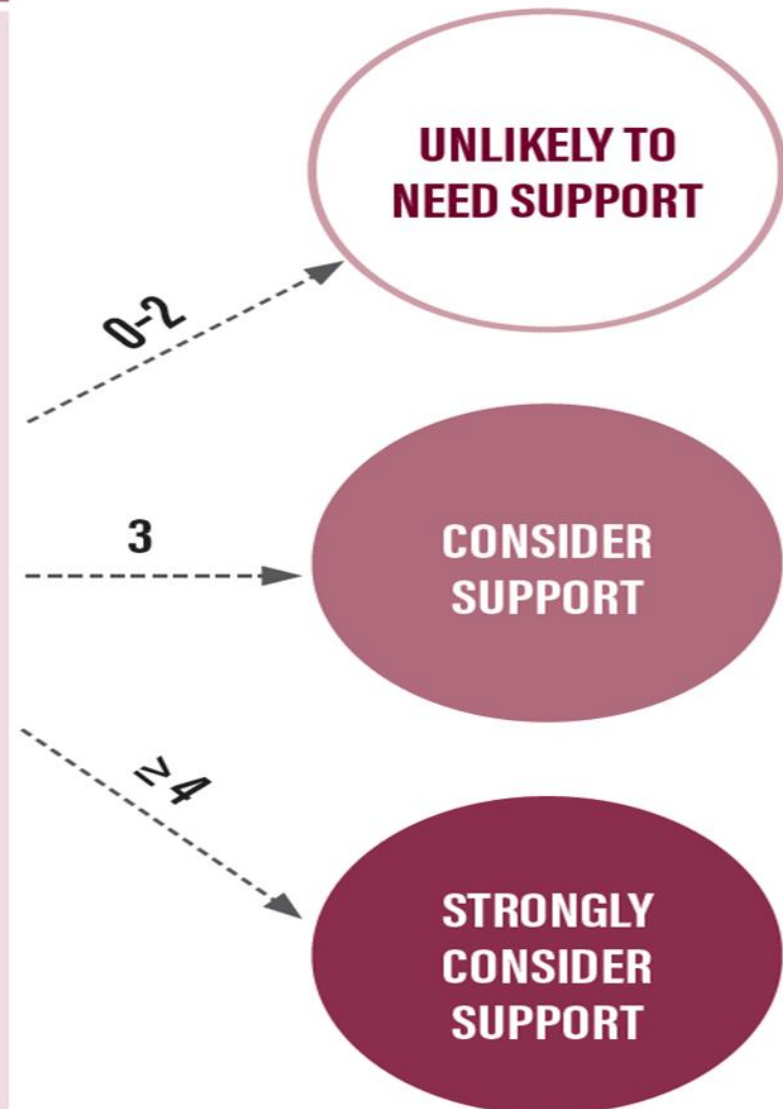 UNLIKELY TO
NEED SUPPORT
0-2
3
CONSIDER
SUPPORT
≥4
STRONGLY
CONSIDER
SUPPORT